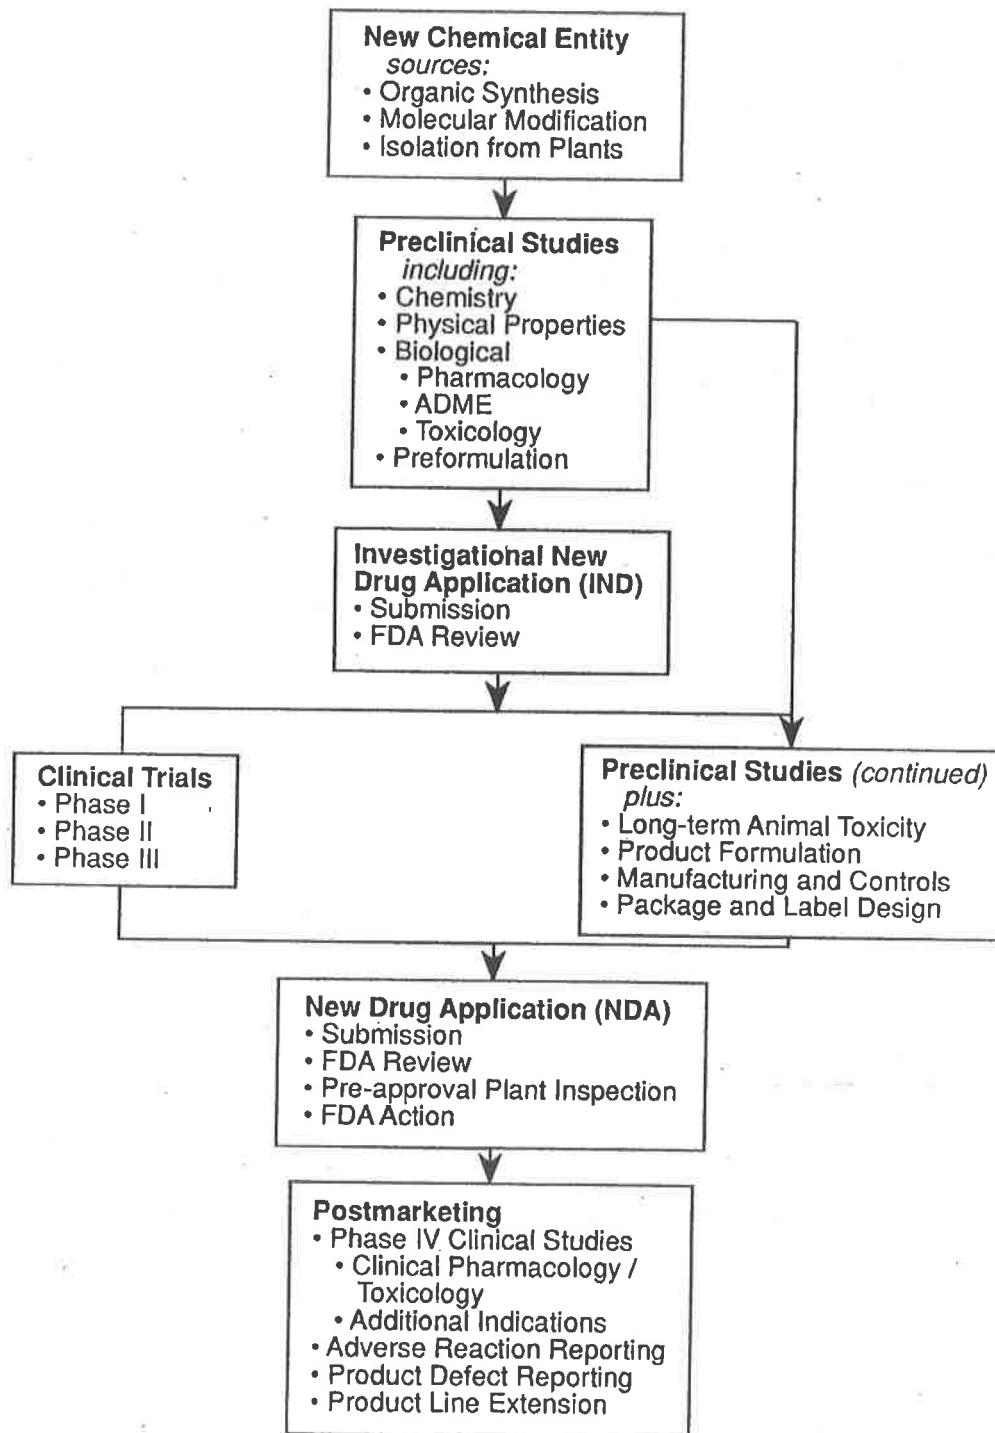 New Chemical Entity
sources:
• Organic Synthesis
• Molecular Modification
• Isolation from Plants
Preclinical Studies
including:
• Chemistry
• Physical Properties
• Biological
• Pharmacology
• ADME
• Toxicology
• Preformulation
Investigational New
Drug Application (IND)
• Submission
• FDA Review
Clinical Trials
• Phase I
• Phase II
• Phase III
Preclinical Studies (continued)
plus:
• Long-term Animal Toxicity
• Product Formulation
• Manufacturing and Controls
• Package and Label Design
New Drug Application (NDA)
• Submission
• FDA Review
• Pre-approval Plant Inspection
• FDA Action
Postmarketing
• Phase IV Clinical Studies
• Clinical Pharmacology /
Toxicology
• Additional Indications
• Adverse Reaction Reporting
• Product Defect Reporting
• Product Line Extension